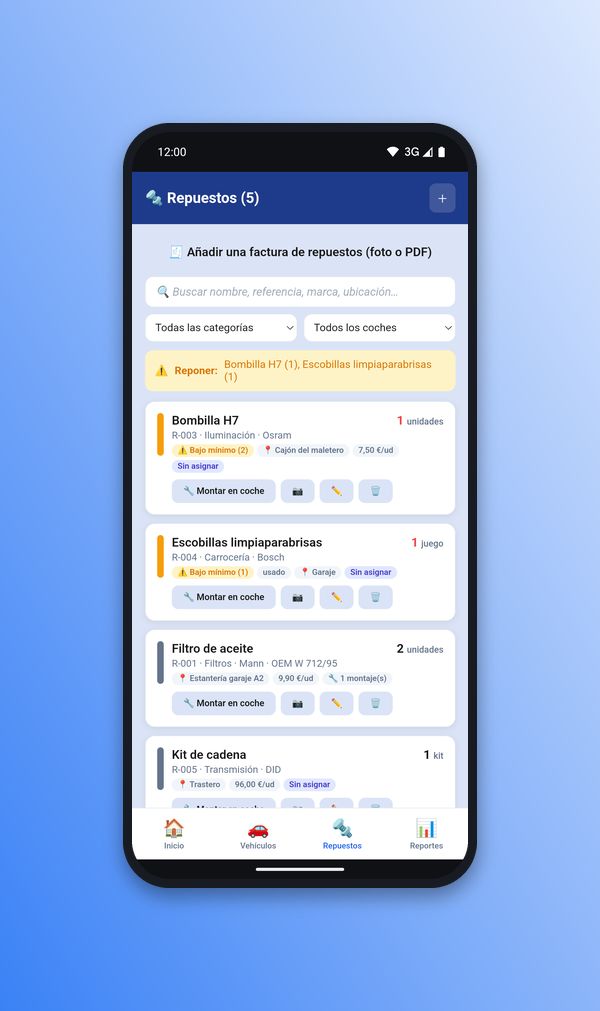 12:00
3G
Repuestos (5)
+
Añadir una factura de repuestos (foto o PDF)
Buscar nombre, referencia, marca, ubicación...
Todas las categorías
Todos los coches
Reponer: Bombilla H7 (1), Escobillas limpiaparabrisas
(1)
Bombilla H7 1 unidades
R-003 · Iluminación · Osram
Bajo mínimo (2) Cajón del maletero 7,50 €/ud
Sin asignar
Montar en coche
Escobillas limpiaparabrisas 1 juego
R-004 · Carrocería · Bosch
Bajo mínimo (1) usado Garaje Sin asignar
Montar en coche
Filtro de aceite 2 unidades
R-001 · Filtros · Mann · OEM W 712/95
Estantería garaje A2 9,90 €/ud 1 montaje(s)
Montar en coche
Kit de cadena 1 kit
R-005 · Transmisión · DID
Trastero 96,00 €/ud Sin asignar
Inicio Vehículos Repuestos Reportes